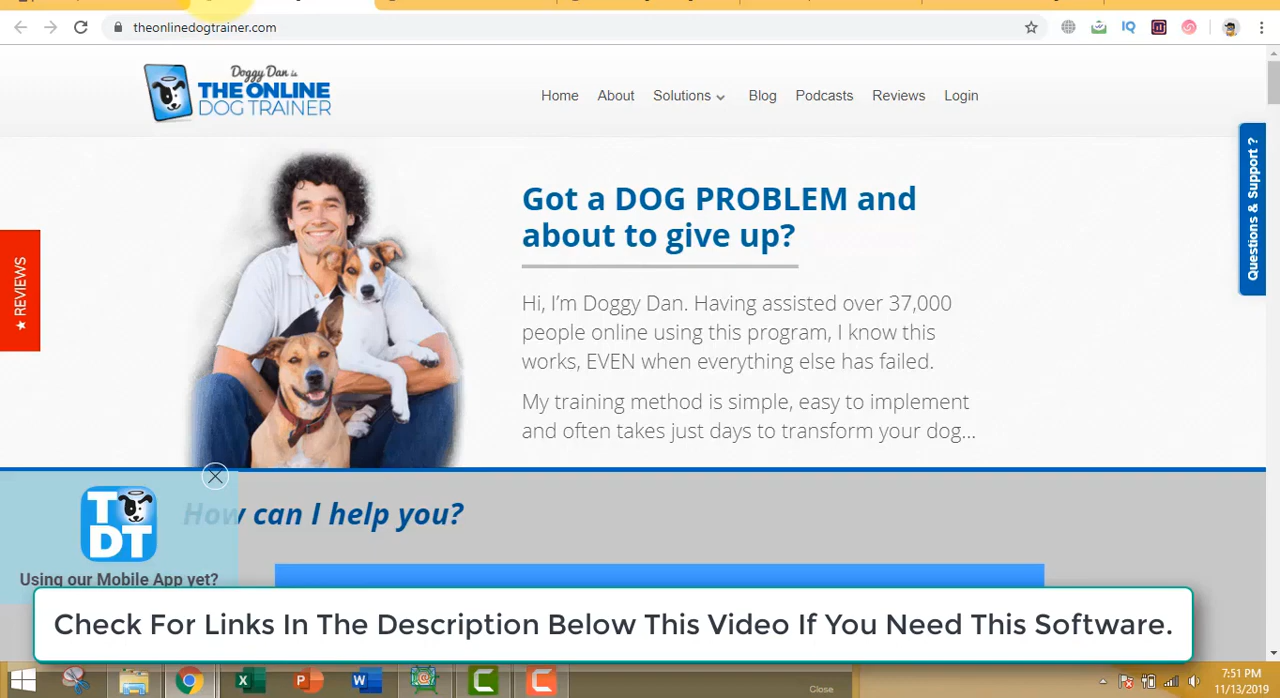 theonlinedogtrainer.com
Doggy Dan is
THE ONLINE
DOG TRAINER
Home About Solutions Blog Podcasts Reviews Login
Got a DOG PROBLEM and
about to give up?
Hi, I'm Doggy Dan. Having assisted over 37,000
people online using this program, I know this
works, EVEN when everything else has failed.
My training method is simple, easy to implement
and often takes just days to transform your dog...
Questions & Support ?
★ REVIEWS
How can I help you?
T
DT
Using our Mobile App yet?
Check For Links In The Description Below This Video If You Need This Software.
Close
7:51 PM
11/13/2019